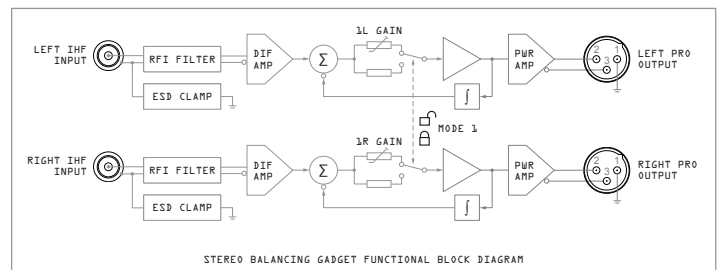 1L GAIN
LEFT IHF
INPUT
RFI FILTER
DIF
AMP
Σ
PWR
AMP
2 1
3
LEFT PRO
OUTPUT
ESD CLAMP
∫
MODE 1
1R GAIN
RIGHT IHF
INPUT
RFI FILTER
DIF
AMP
Σ
PWR
AMP
2 1
3
RIGHT PRO
OUTPUT
ESD CLAMP
∫
STEREO BALANCING GADGET FUNCTIONAL BLOCK DIAGRAM